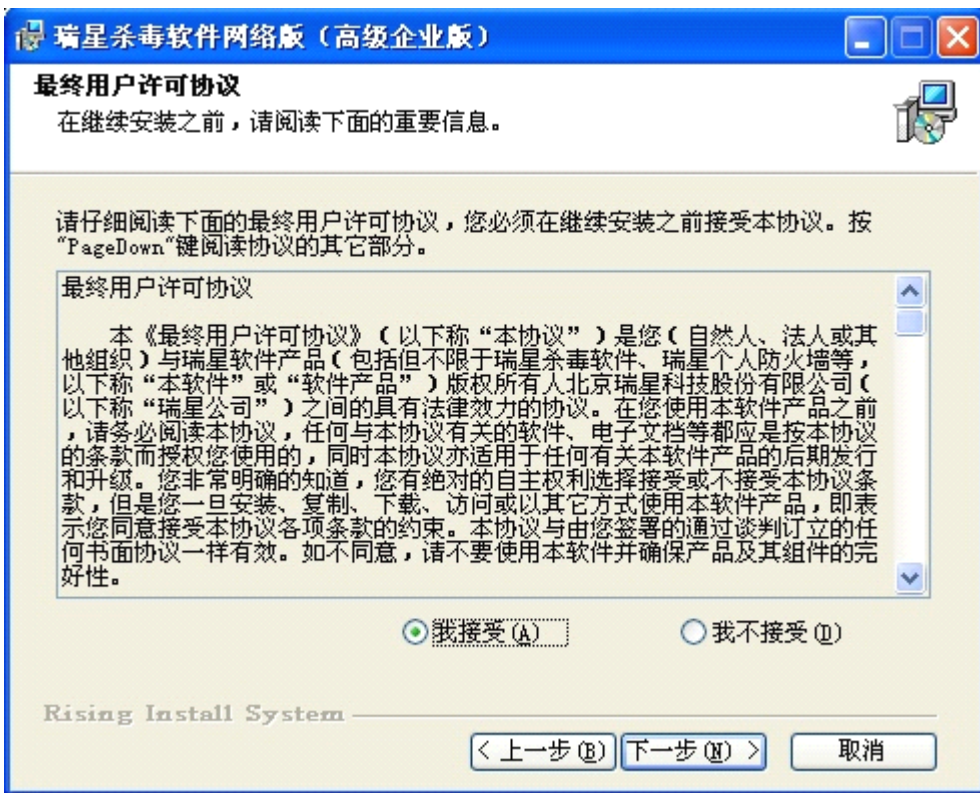 瑞星杀毒软件网络版（高级企业版）
最终用户许可协议
在继续安装之前，请阅读下面的重要信息。
请仔细阅读下面的最终用户许可协议，您必须在继续安装之前接受本协议。按
“PageDown“键阅读协议的其它部分。
最终用户许可协议
本《最终用户许可协议》（以下称“本协议”）是您（自然人、法人或其
他组织）与瑞星软件产品（包括但不限于瑞星杀毒软件、瑞星个人防火墙等，
以下称“本软件”或“软件产品”）版权所有人北京瑞星科技股份有限公司（
以下称“瑞星公司”）之间的具有法律效力的协议。在您使用本软件产品之前
，请务必阅读本协议，任何与本协议有关的软件、电子文档等都应是按本协议
的条款而授权您使用的，同时本协议亦适用于任何有关本软件产品的后期发行
和升级。您非常明确的知道，您有绝对的自主权利选择接受或不接受本协议条
款，但是您一旦安装、复制、下载、访问或以其它方式使用本软件产品，即表
示您同意接受本协议各项条款的约束。本协议与由您签署的通过谈判订立的任
何书面协议一样有效。如不同意，请不要使用本软件并确保产品及其组件的完
好性。
我接受(A) 我不接受(D)
Rising Install System
< 上一步(B) 下一步(N) > 取消